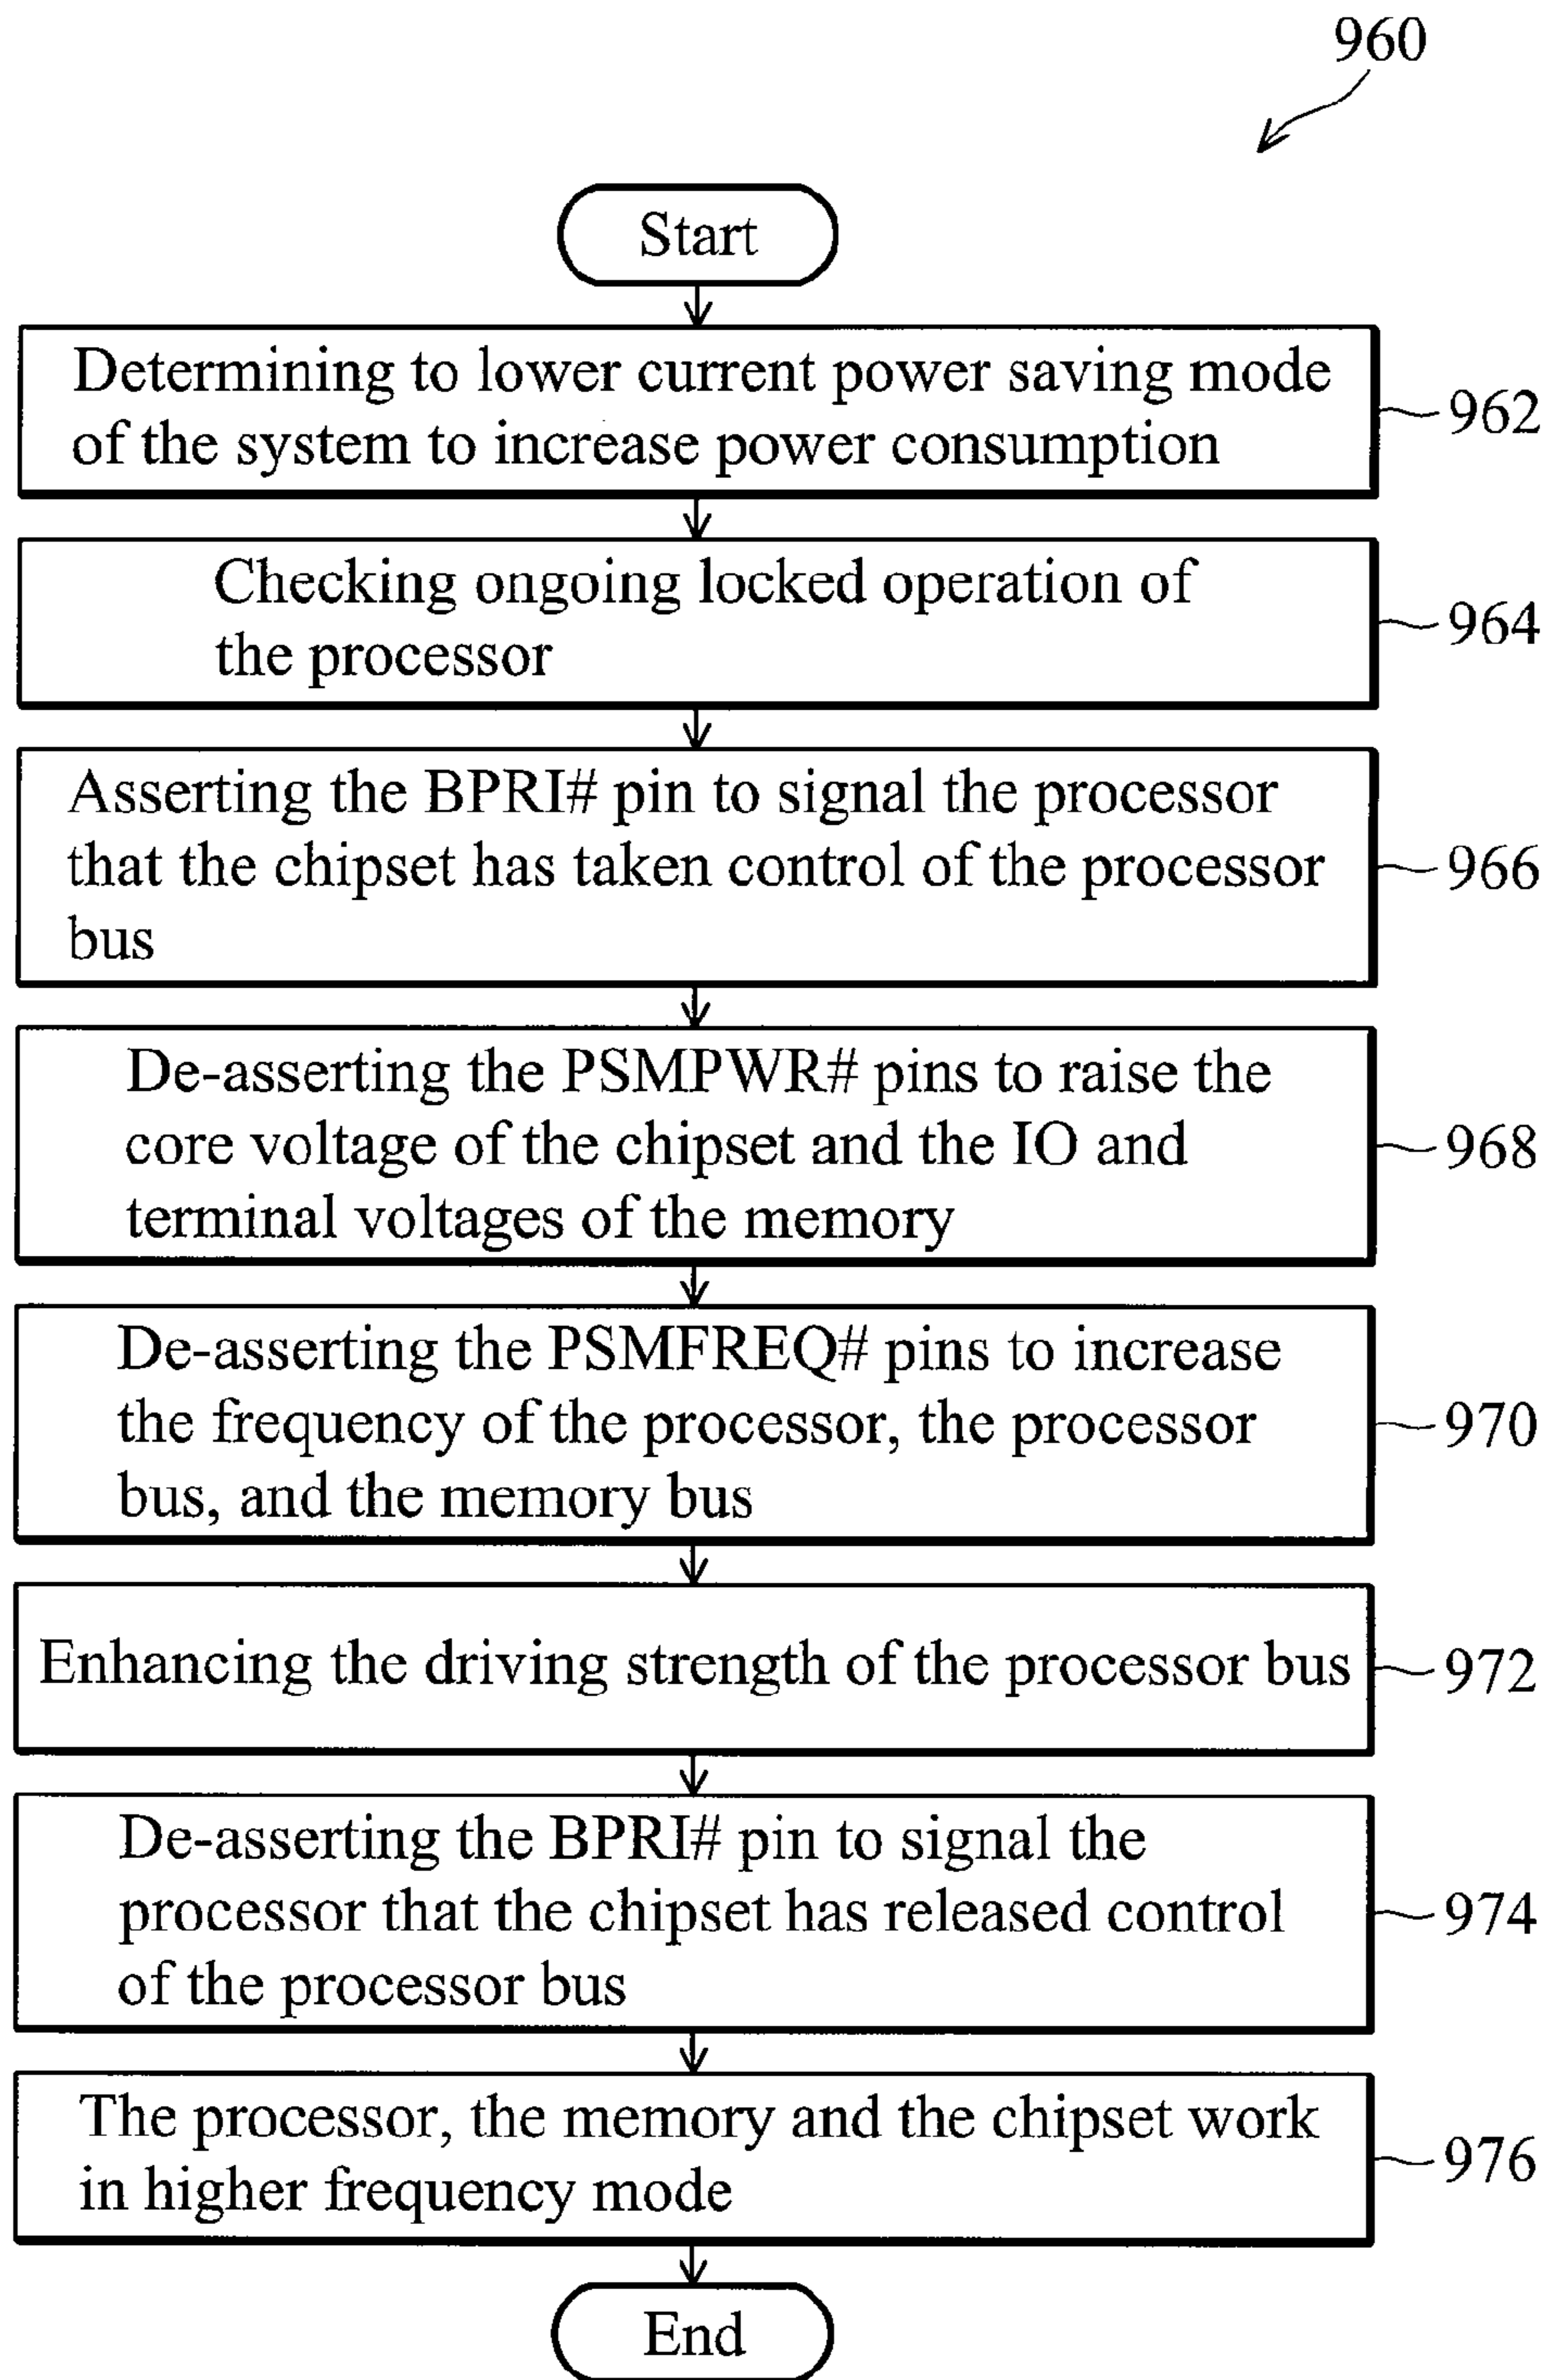 960
Start
Determining to lower current power saving mode
of the system to increase power consumption
962
Checking ongoing locked operation of
the processor
964
Asserting the BPRI# pin to signal the processor
that the chipset has taken control of the processor
bus
966
De-asserting the PSMPWR# pins to raise the
core voltage of the chipset and the IO and
terminal voltages of the memory
968
De-asserting the PSMFREQ# pins to increase
the frequency of the processor, the processor
bus, and the memory bus
970
Enhancing the driving strength of the processor bus
972
De-asserting the BPRI# pin to signal the
processor that the chipset has released control
of the processor bus
974
The processor, the memory and the chipset work
in higher frequency mode
976
End